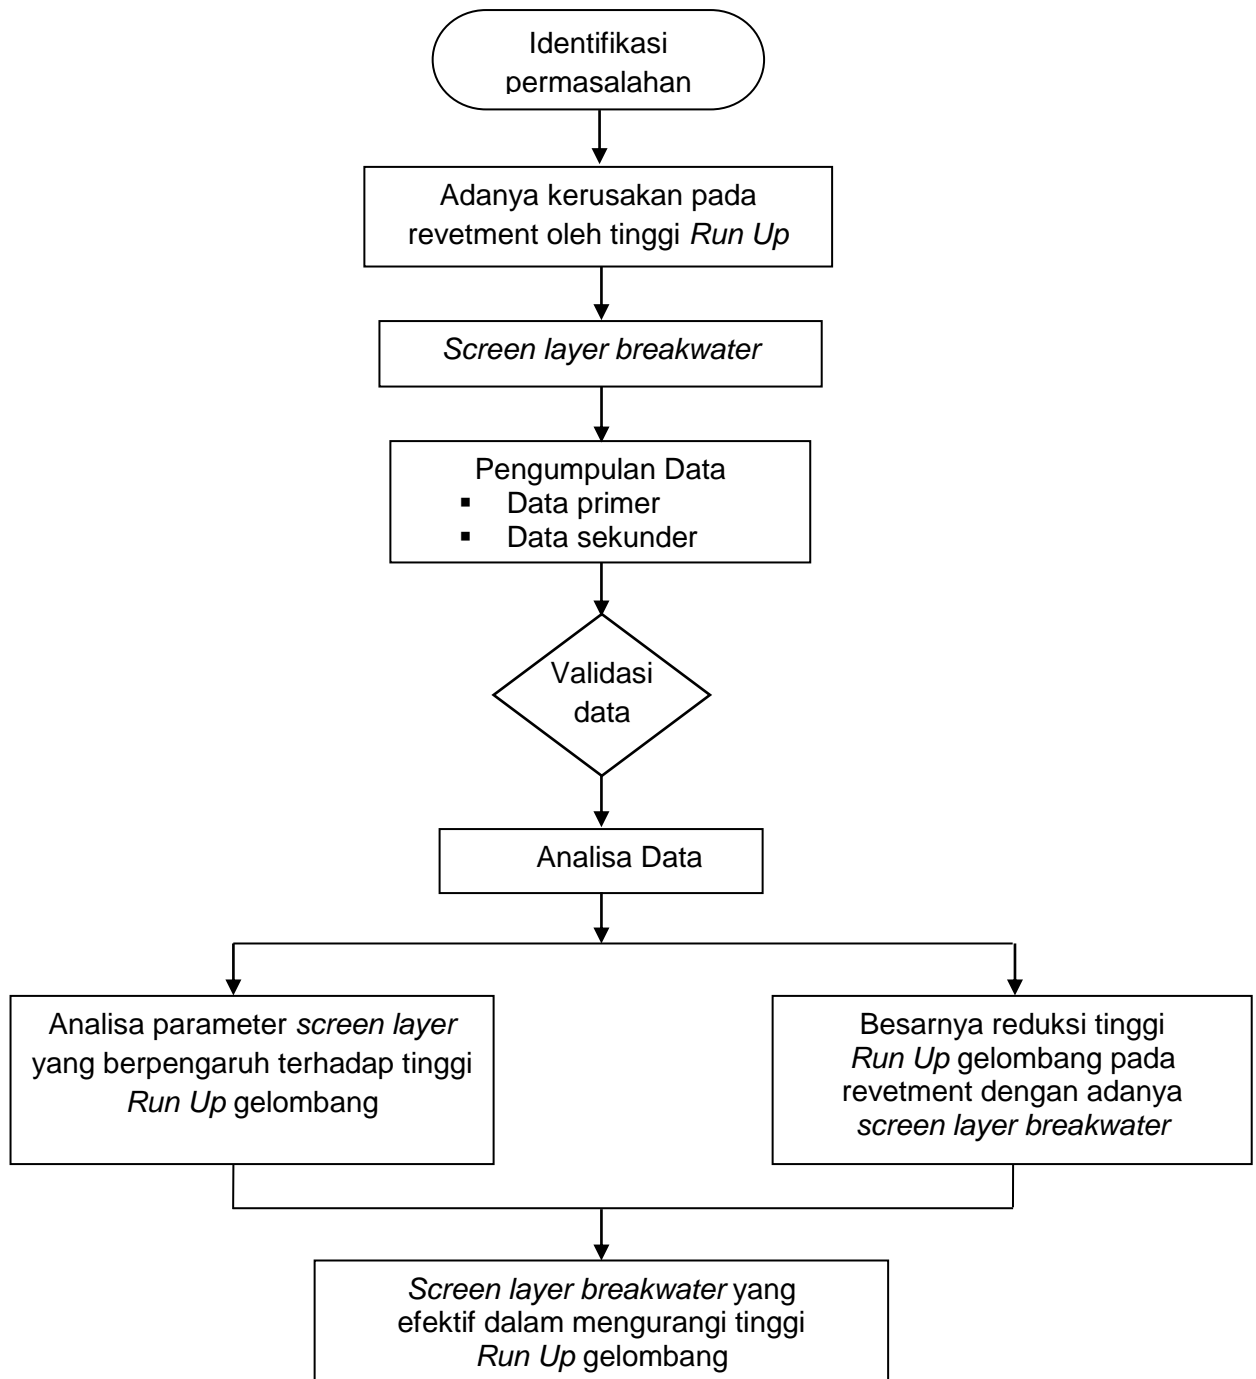 Identifikasi
permasalahan
Adanya kerusakan pada
revetment oleh tinggi Run Up
Screen layer breakwater
Pengumpulan Data
▪ Data primer
▪ Data sekunder
Validasi
data
Analisa Data
Analisa parameter screen layer
yang berpengaruh terhadap tinggi
Run Up gelombang
Besarnya reduksi tinggi
Run Up gelombang pada
revetment dengan adanya
screen layer breakwater
Screen layer breakwater yang
efektif dalam mengurangi tinggi
Run Up gelombang